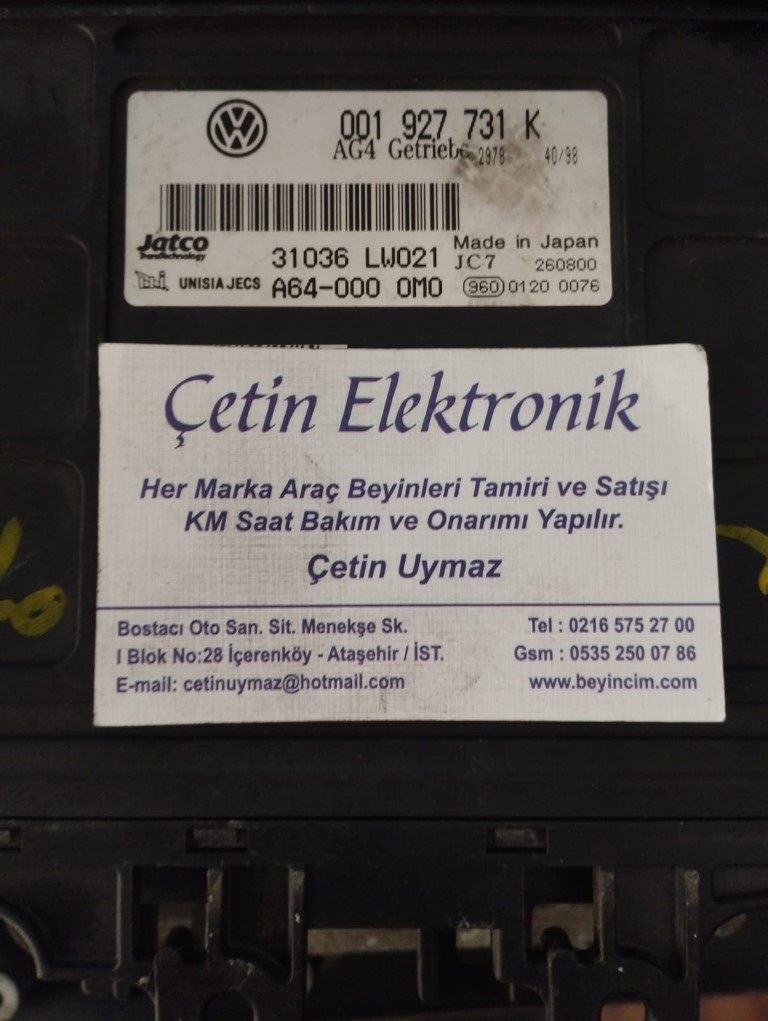 001 927 731 K
AG4 Getriebe 2978 40/98
Jatco
TransTechnology
31036 LW021
Made in Japan
JC7 260800
UNISIA JECS
A64-000 0M0
960 0120 0076
Çetin Elektronik
Her Marka Araç Beyinleri Tamiri ve Satışı
KM Saat Bakım ve Onarımı Yapılır.
Çetin Uymaz
Bostacı Oto San. Sit. Menekşe Sk.
I Blok No:28 İçerenköy - Ataşehir / İST.
E-mail: cetinuymaz@hotmail.com
Tel : 0216 575 27 00
Gsm : 0535 250 07 86
www.beyincim.com